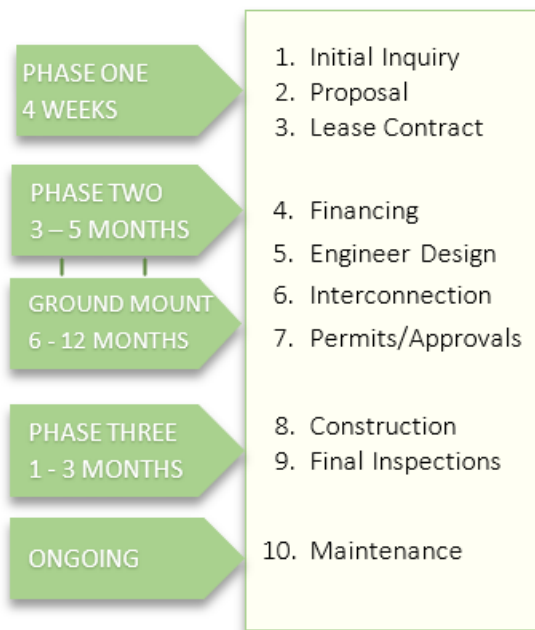 PHASE ONE
4 WEEKS
1. Initial Inquiry
2. Proposal
3. Lease Contract
PHASE TWO
3 – 5 MONTHS
GROUND MOUNT
6 - 12 MONTHS
4. Financing
5. Engineer Design
6. Interconnection
7. Permits/Approvals
PHASE THREE
1 - 3 MONTHS
8. Construction
9. Final Inspections
ONGOING
10. Maintenance